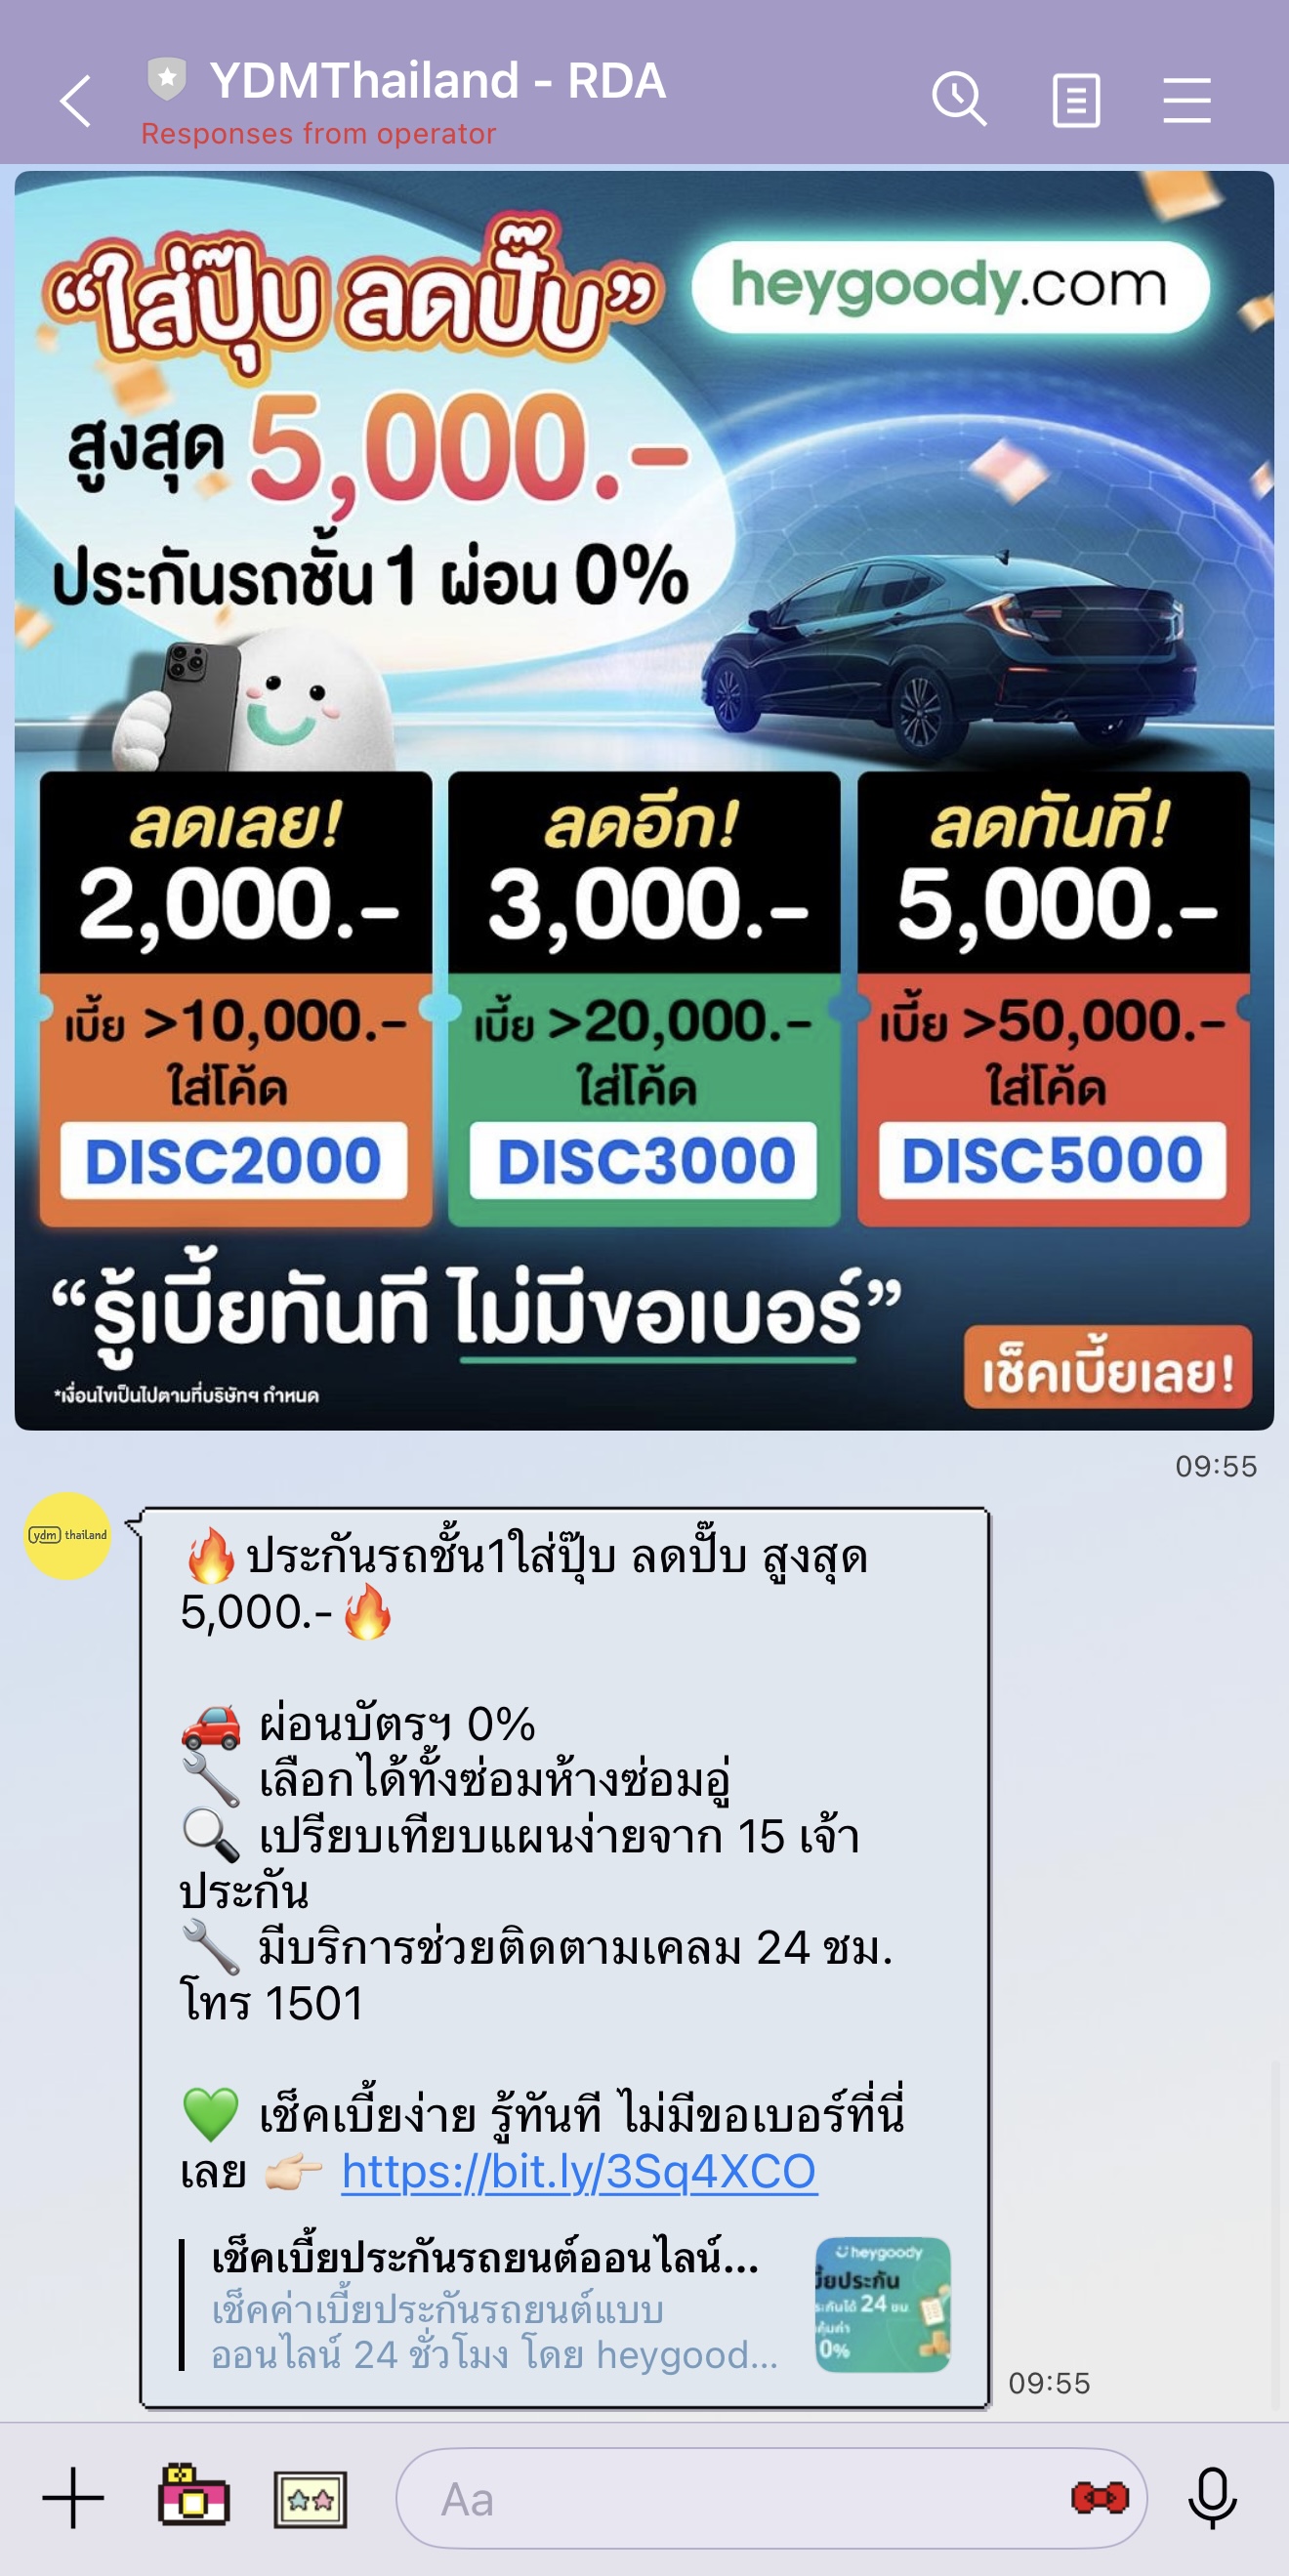 YDMThailand - RDA
Responses from operator
“ใส่ปุ๊บ ลดปั๊บ”
heygoody.com
สูงสุด 5,000.-
ประกันรถชั้น 1 ผ่อน 0%
ลดเลย!
2,000.-
เบี้ย >10,000.-
ใส่โค้ด
DISC2000
ลดอีก!
3,000.-
เบี้ย >20,000.-
ใส่โค้ด
DISC3000
ลดทันที!
5,000.-
เบี้ย >50,000.-
ใส่โค้ด
DISC5000
“รู้เบี้ยทันที ไม่มีขอเบอร์”
*เงื่อนไขเป็นไปตามที่บริษัทฯ กำหนด
เช็คเบี้ยเลย!
09:55
ydm thailand
🔥ประกันรถชั้น1ใส่ปุ๊บ ลดปั๊บ สูงสุด
5,000.-🔥
🚗 ผ่อนบัตรฯ 0%
🔧 เลือกได้ทั้งซ่อมห้างซ่อมอู่
🔍 เปรียบเทียบแผนง่ายจาก 15 เจ้า
ประกัน
🔧 มีบริการช่วยติดตามเคลม 24 ชม.
โทร 1501
💚 เช็คเบี้ยง่าย รู้ทันที ไม่มีขอเบอร์ที่นี่
เลย 👉🏻 https://bit.ly/3Sq4XCO
เช็คเบี้ยประกันรถยนต์ออนไลน์...
เช็คค่าเบี้ยประกันรถยนต์แบบ
ออนไลน์ 24 ชั่วโมง โดย heygood...
heygoody
ี้ยประกัน
24 ชม
0%
09:55
Aa